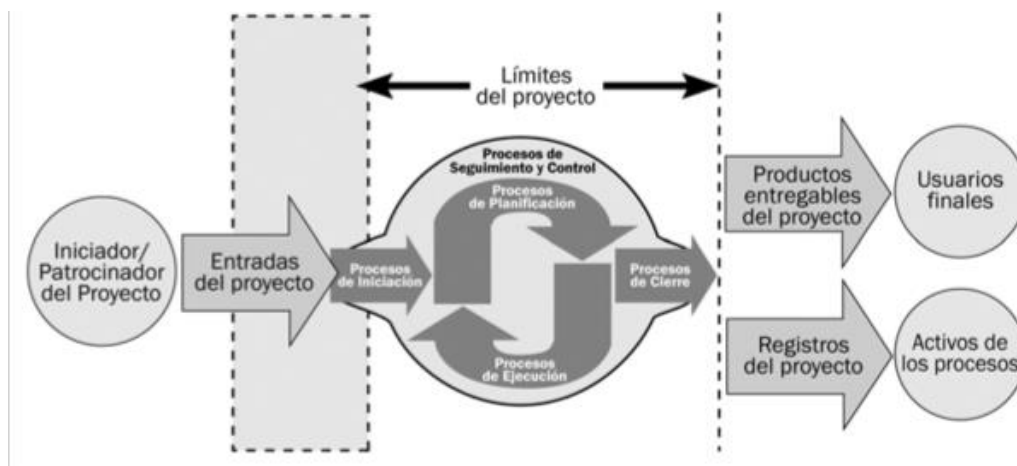 Límites
del proyecto
Procesos de
Seguimiento y Control
Procesos
de Planificación
Iniciador/
Patrocinador
del Proyecto
Entradas
del proyecto
Procesos
de Iniciación
Procesos
de Cierre
Procesos
de Ejecución
Productos
entregables
del proyecto
Usuarios
finales
Registros
del proyecto
Activos de
los procesos